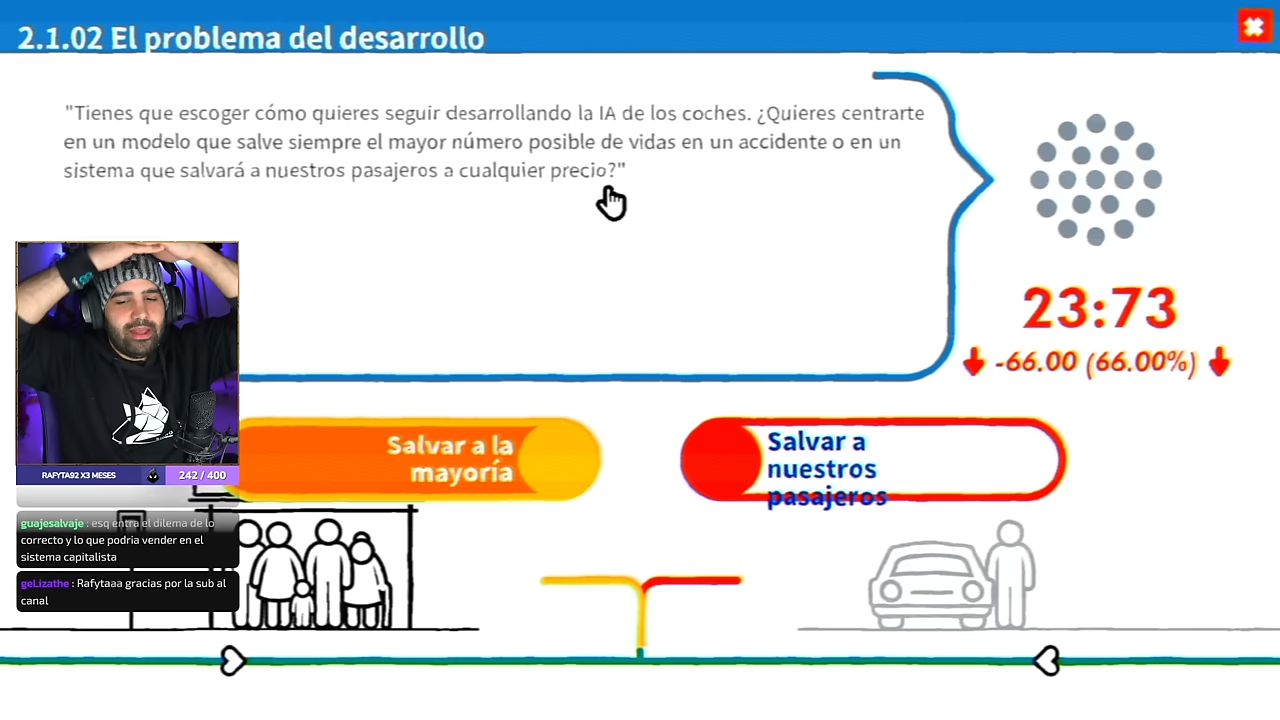 2.1.02 El problema del desarrollo
"Tienes que escoger cómo quieres seguir desarrollando la IA de los coches. ¿Quieres centrarte
en un modelo que salve siempre el mayor número posible de vidas en un accidente o en un
sistema que salvará a nuestros pasajeros a cualquier precio?"
23:73
-66.00 (66.00%)
Salvar a la
mayoría
Salvar a
nuestros
pasajeros
RAFYTA92 X3 MESES
242 / 400
guajesalvaje : esq entra el dilema de lo
correcto y lo que podria vender en el
sistema capitalista
geLizathe : Rafytaaa gracias por la sub al
canal